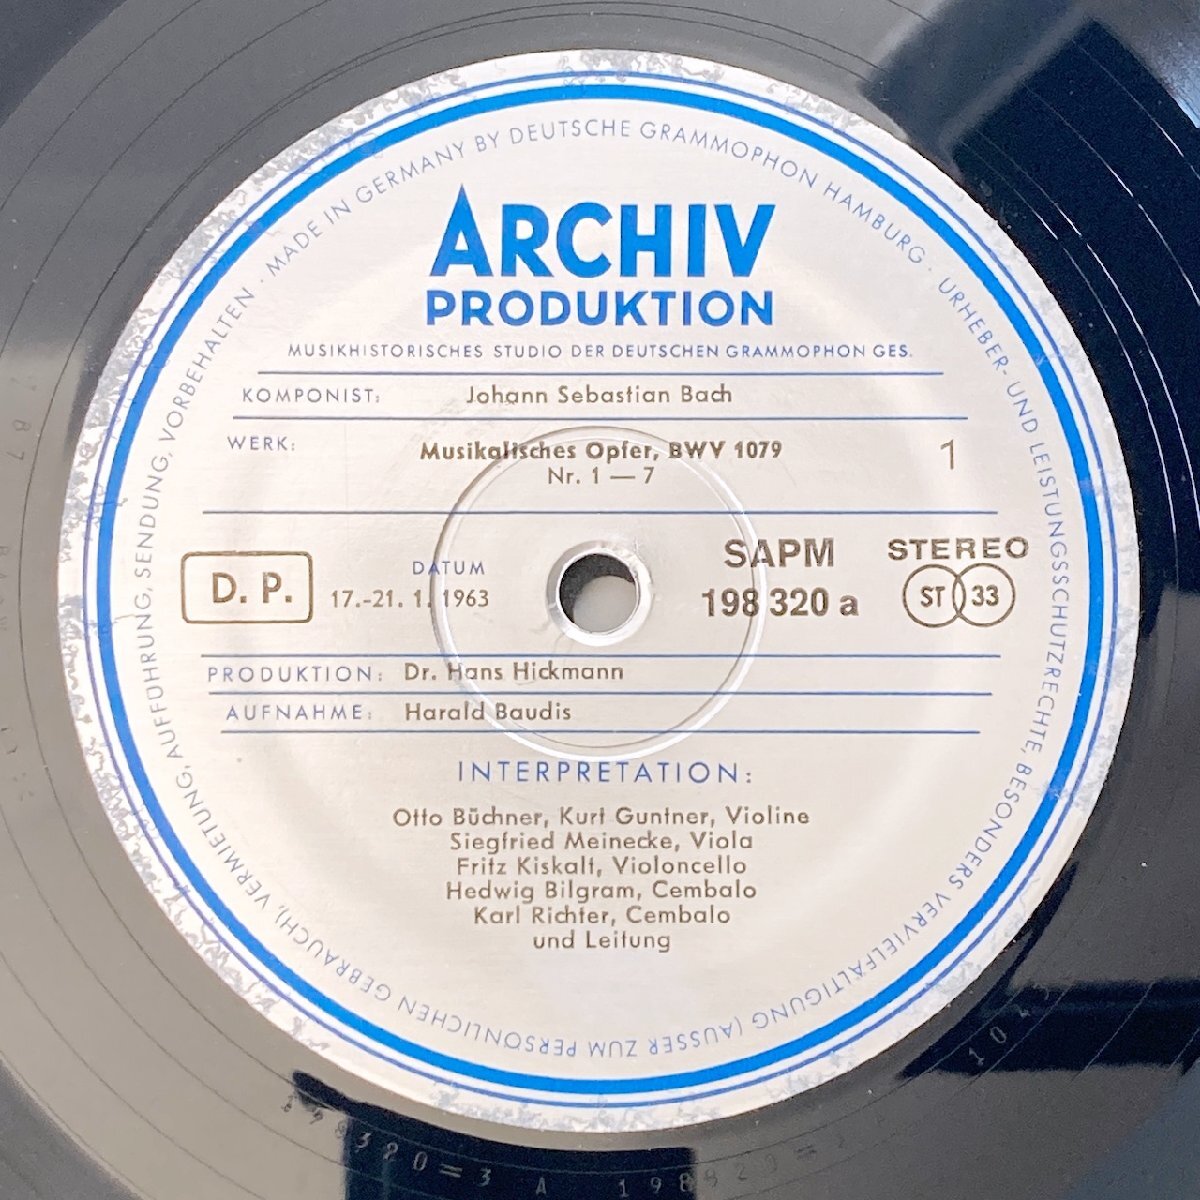 MADE IN GERMANY BY DEUTSCHE GRAMMOPHON HAMBURG · URHEBER- UND LEISTUNGSSCHUTZRECHTE, BESONDERS VERVIELFÄLTIGUNG (AUSSER ZUM PERSÖNLICHEN GEBRAUCH), VERMIETUNG, AUFFÜHRUNG, SENDUNG, VORBEHALTEN ·
ARCHIV
PRODUKTION
MUSIKHISTORISCHES STUDIO DER DEUTSCHEN GRAMMOPHON GES.
KOMPONIST: Johann Sebastian Bach
WERK: Musikalisches Opfer, BWV 1079 1
Nr. 1 — 7
D. P.
DATUM
17.-21. 1. 1963
SAPM
198 320 a
STEREO
ST 33
PRODUKTION: Dr. Hans Hickmann
AUFNAHME: Harald Baudis
INTERPRETATION:
Otto Büchner, Kurt Guntner, Violine
Siegfried Meinecke, Viola
Fritz Kiskalt, Violoncello
Hedwig Bilgram, Cembalo
Karl Richter, Cembalo
und Leitung